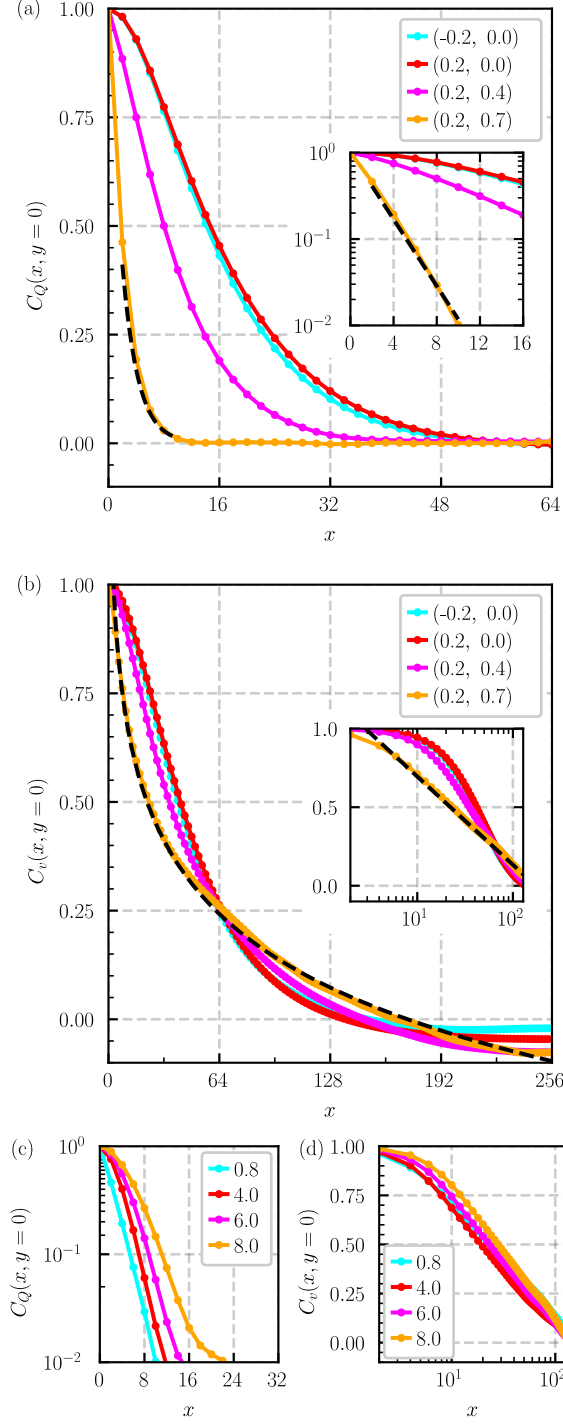 (a)
1.00
0.75
0.50
0.25
0.00
C_Q(x, y = 0)
(-0.2, 0.0)
(0.2, 0.0)
(0.2, 0.4)
(0.2, 0.7)
10^0
10^{-1}
10^{-2}
0 4 8 12 16
0 16 32 48 64
x
(b)
1.00
0.75
0.50
0.25
0.00
C_v(x, y = 0)
(-0.2, 0.0)
(0.2, 0.0)
(0.2, 0.4)
(0.2, 0.7)
1.0
0.5
0.0
10^1 10^2
0 64 128 192 256
x
(c)
10^0
10^{-1}
10^{-2}
C_Q(x, y = 0)
0.8
4.0
6.0
8.0
0 8 16 24 32
x
(d)
1.00
0.75
0.50
0.25
0.00
C_v(x, y = 0)
0.8
4.0
6.0
8.0
10^1 10^2
x